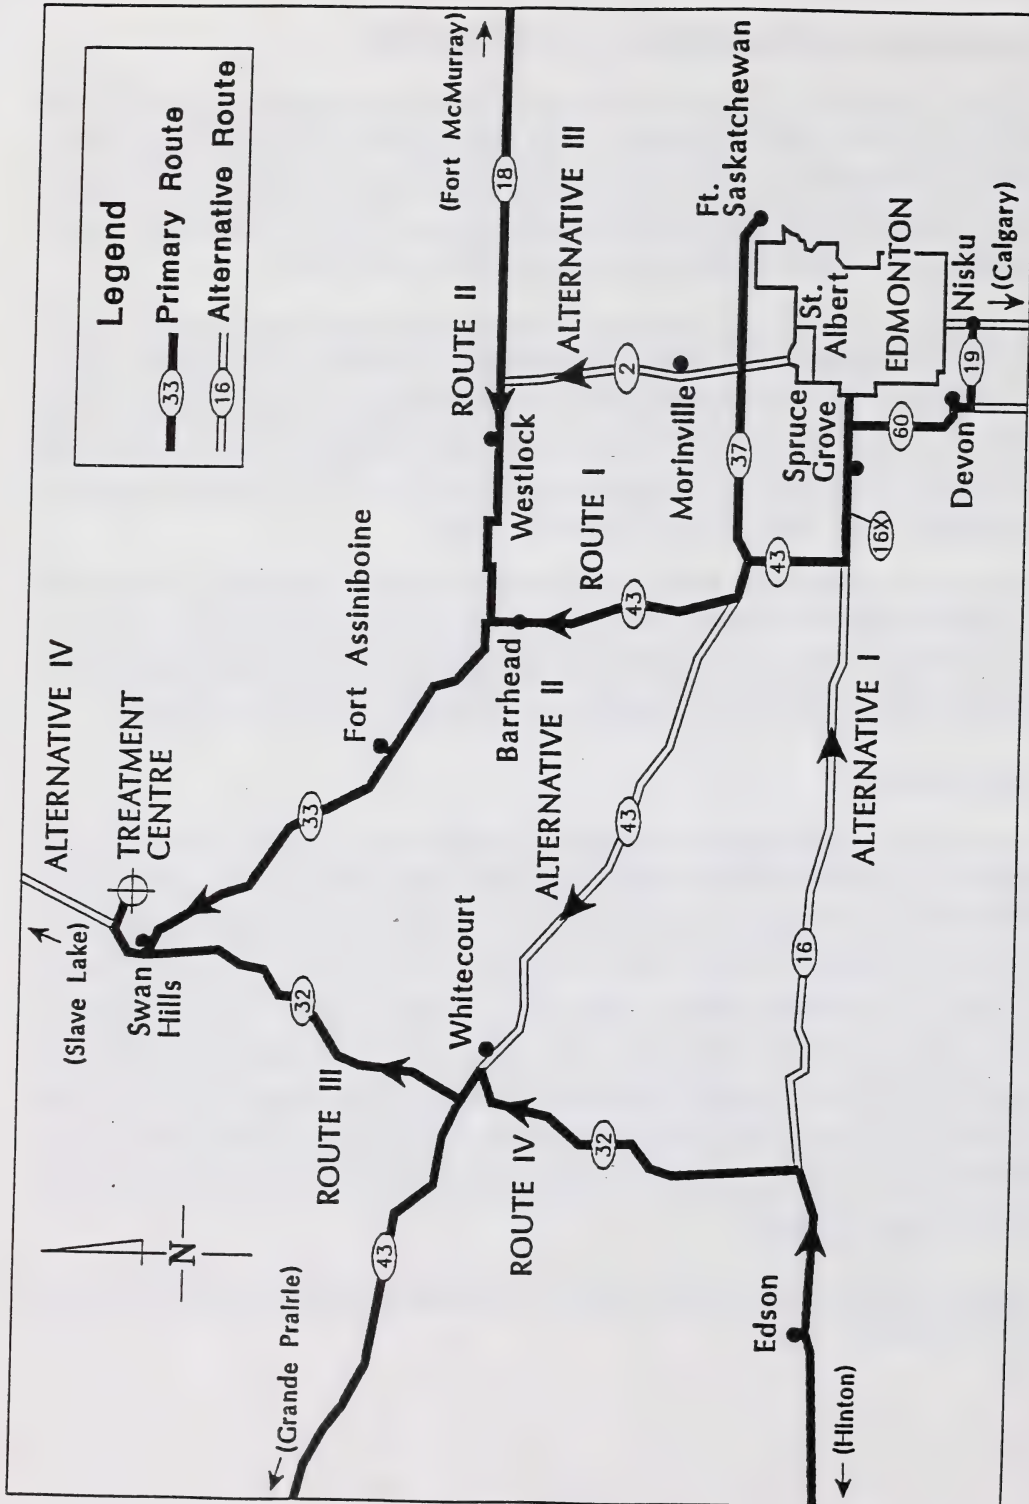 Legend
33 Primary Route
16 Alternative Route
ALTERNATIVE IV
(Slave Lake)
TREATMENT
CENTRE
Swan
Hills
33
32
Fort Assiniboine
(Fort McMurray)
18
ROUTE II
Westlock
ROUTE III
43
(Grande Prairie)
Whitecourt
Barrhead
ROUTE I
43
ALTERNATIVE III
2
ROUTE IV
32
ALTERNATIVE II
43
Morinville
37
Ft.
Saskatchewan
43
St.
Albert
Spruce
Grove
EDMONTON
16X
60
Devon
19
Nisku
(Calgary)
Edson
(Hinton)
16
ALTERNATIVE I
N